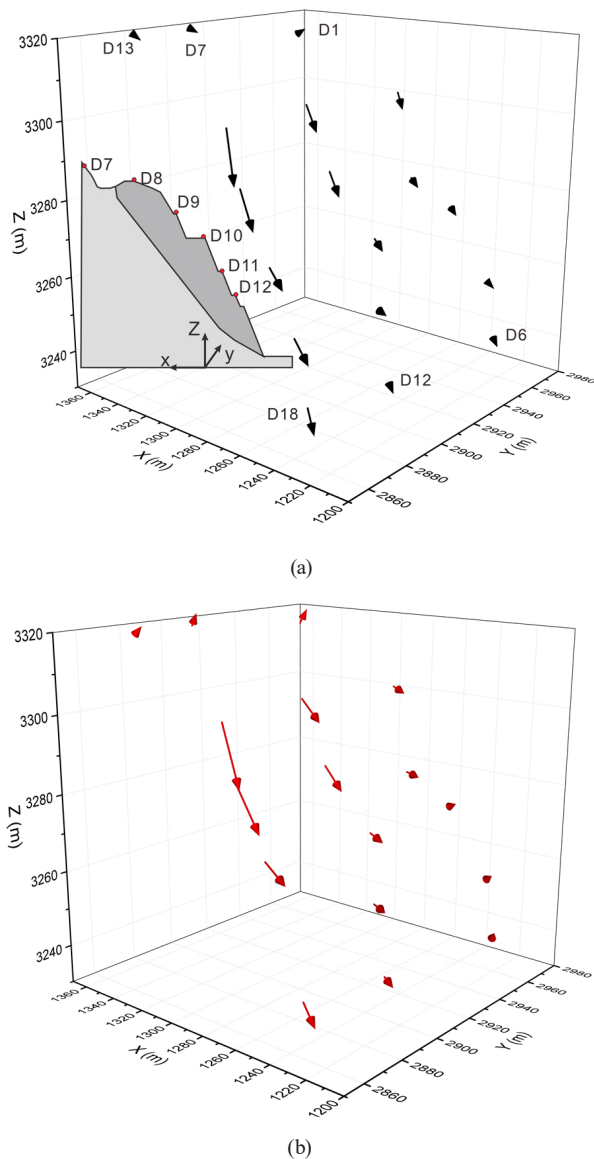 3320
D13
D7
D1
3300
3280
D7
D8
D9
D10
D11
D12
Z (m)
3260
Z
x
y
3240
D6
D12
D18
1360
1340
1320
1300
1280
1260
1240
1220
1200
X (m)
2980
2960
2940
2920
2900
2880
2860
Y (m)
(a)
3320
3300
3280
Z (m)
3260
3240
1360
1340
1320
1300
1280
1260
1240
1220
1200
X (m)
2980
2960
2940
2920
2900
2880
2860
Y (m)
(b)